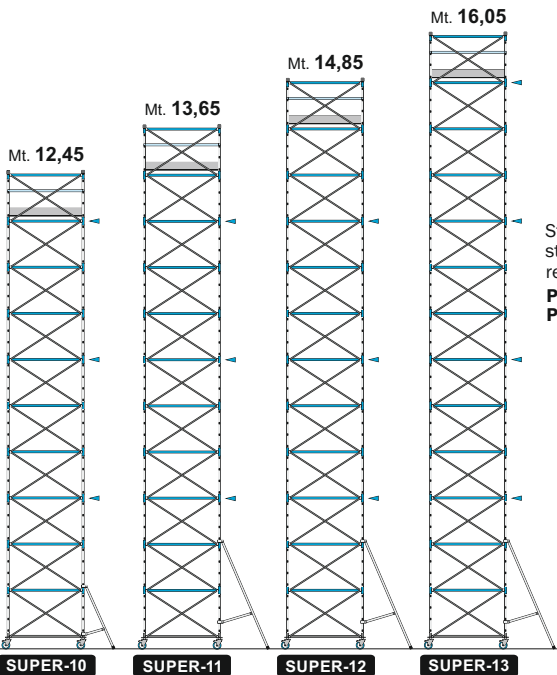 Mt. 16,05
Mt. 14,85
Mt. 13,65
Mt. 12,45
SUPER-10
SUPER-11
SUPER-12
SUPER-13